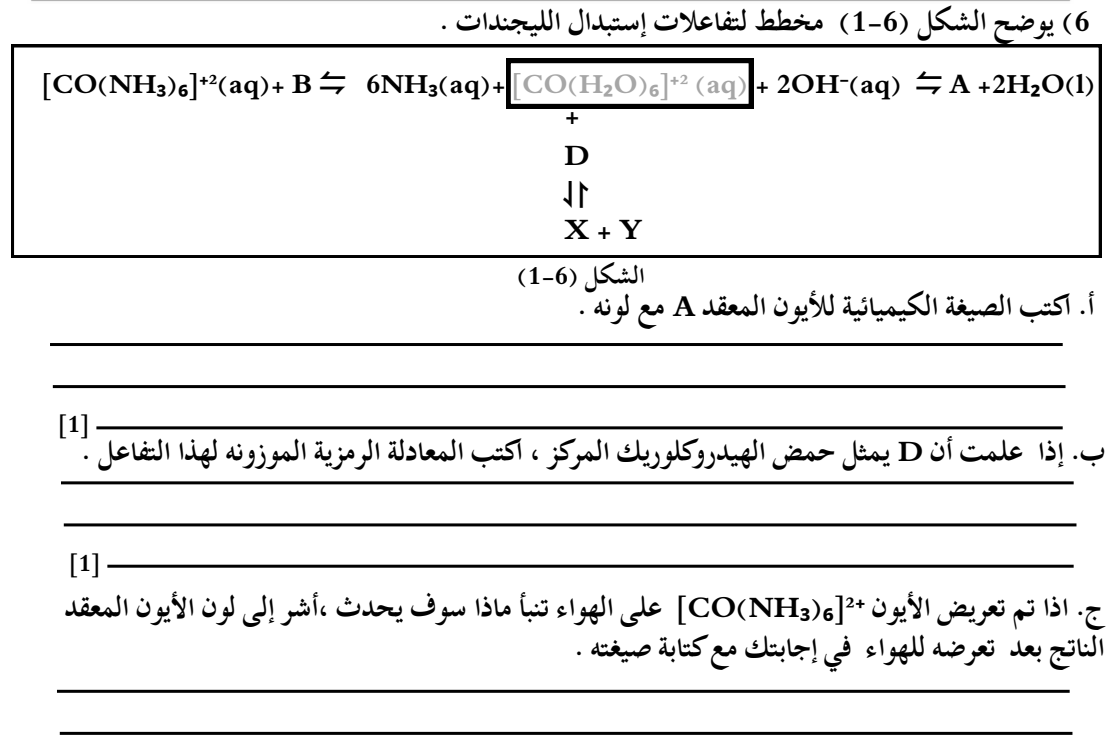 6) يوضح الشكل (6-1) مخطط لتفاعلات إستبدال الليجندات .
[CO(NH₃)₆]⁺²(aq)+ B ⇋ 6NH₃(aq)+ [CO(H₂O)₆]⁺² (aq) + 2OH⁻(aq) ⇋ A +2H₂O(l)
+
D
⥯
X + Y
الشكل (6-1)
أ. اكتب الصيغة الكيميائية للأيون المعقد A مع لونه .
[1]
ب. إذا علمت أن D يمثل حمض الهيدروكلوريك المركز ، اكتب المعادلة الرمزية الموزونه لهذا التفاعل .
[1]
ج. اذا تم تعريض الأيون [CO(NH₃)₆]²⁺ على الهواء تنبأ ماذا سوف يحدث ،أشر إلى لون الأيون المعقد
الناتج بعد تعرضه للهواء في إجابتك مع كتابة صيغته .